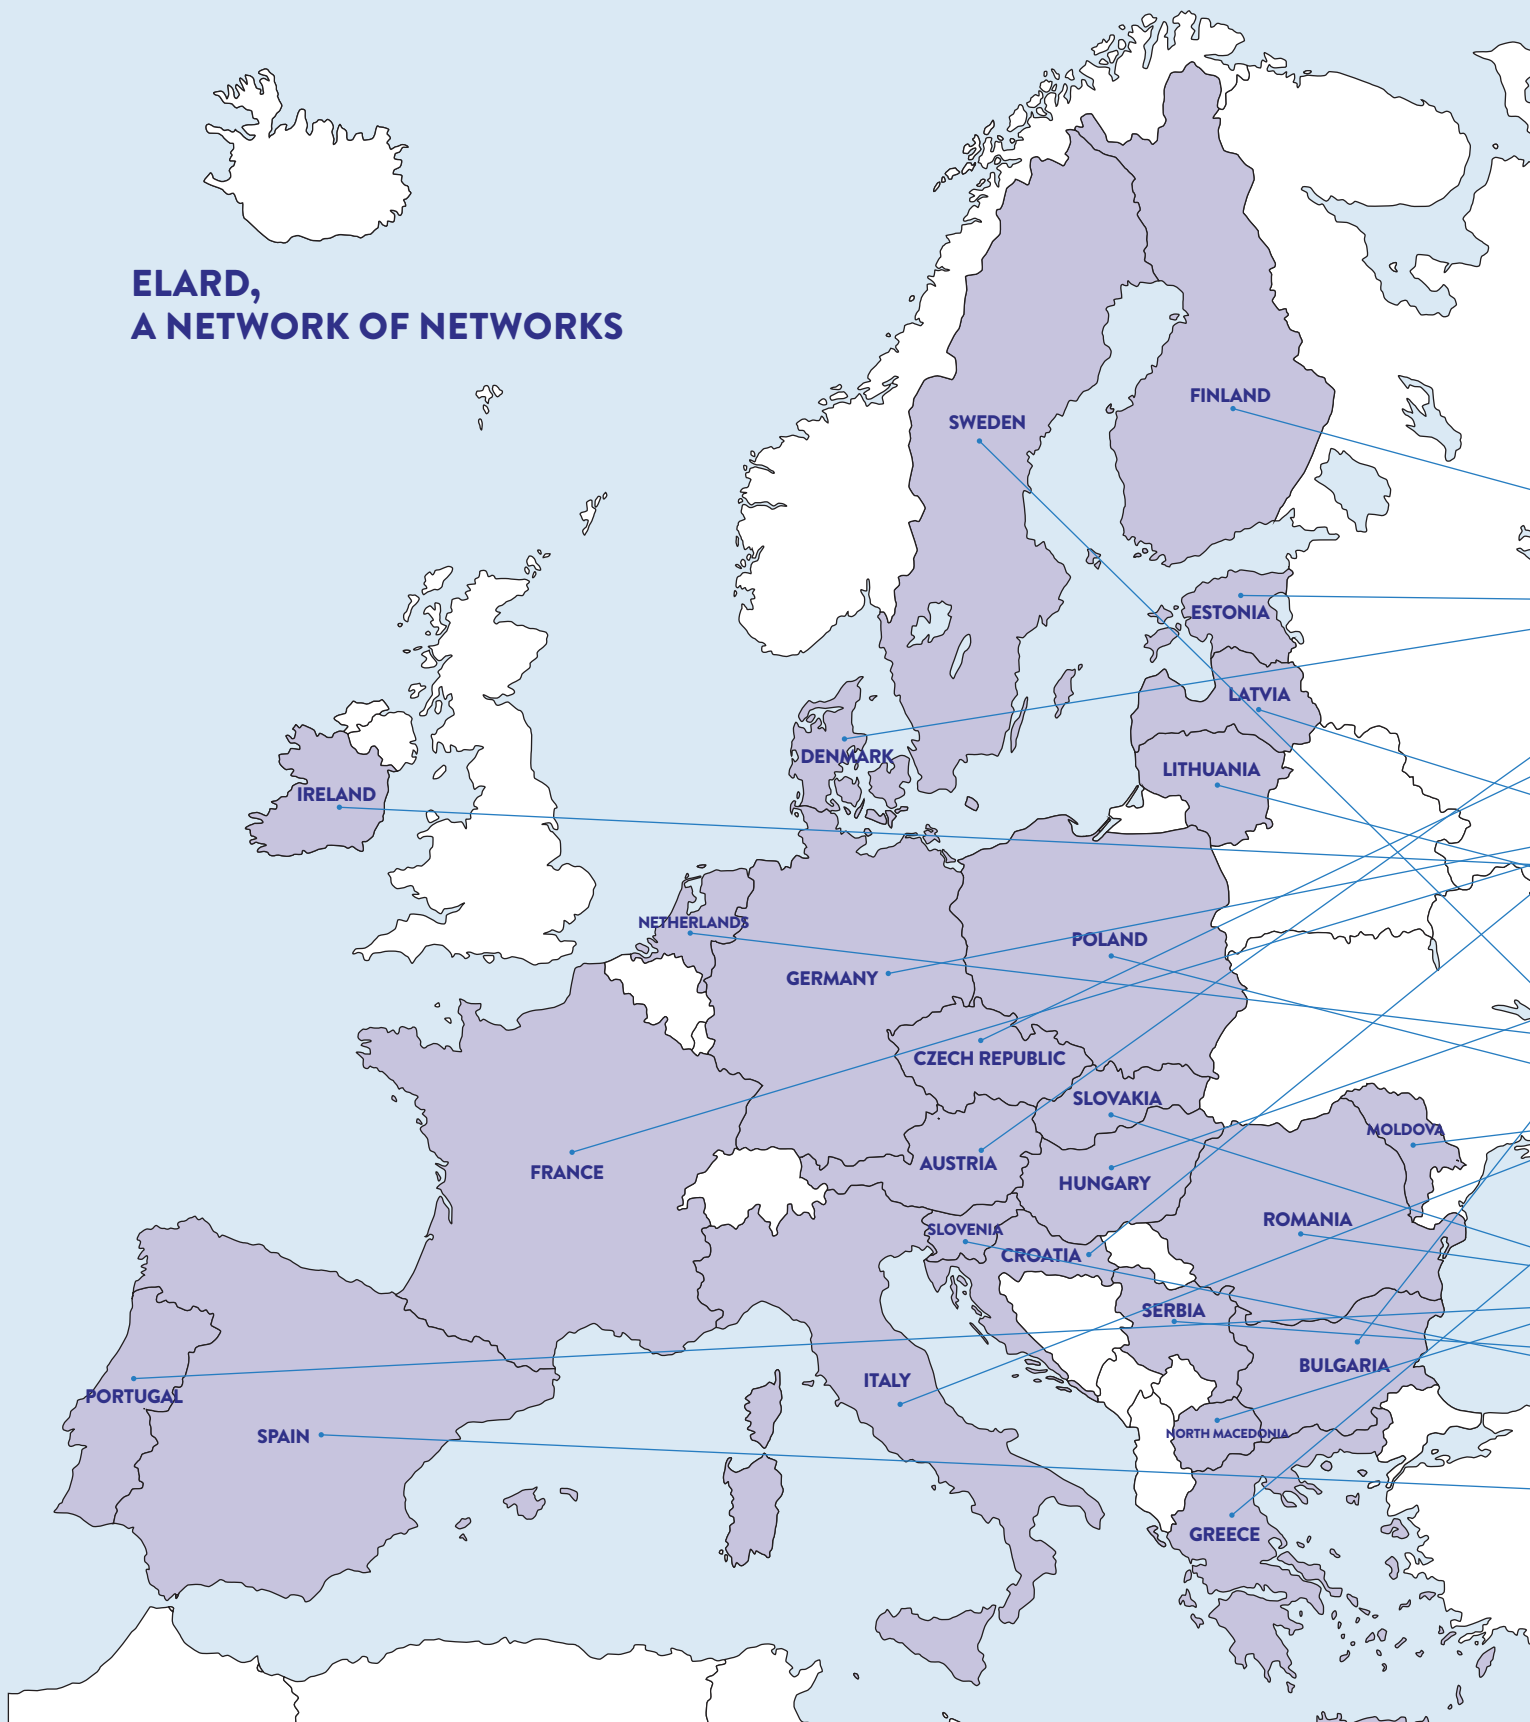 ELARD,
A NETWORK OF NETWORKS
FINLAND
SWEDEN
ESTONIA
LATVIA
DENMARK
LITHUANIA
IRELAND
NETHERLANDS
POLAND
GERMANY
CZECH REPUBLIC
SLOVAKIA
MOLDOVA
AUSTRIA
FRANCE
HUNGARY
ROMANIA
SLOVENIA
CROATIA
SERBIA
BULGARIA
ITALY
PORTUGAL
SPAIN
NORTH MACEDONIA
GREECE